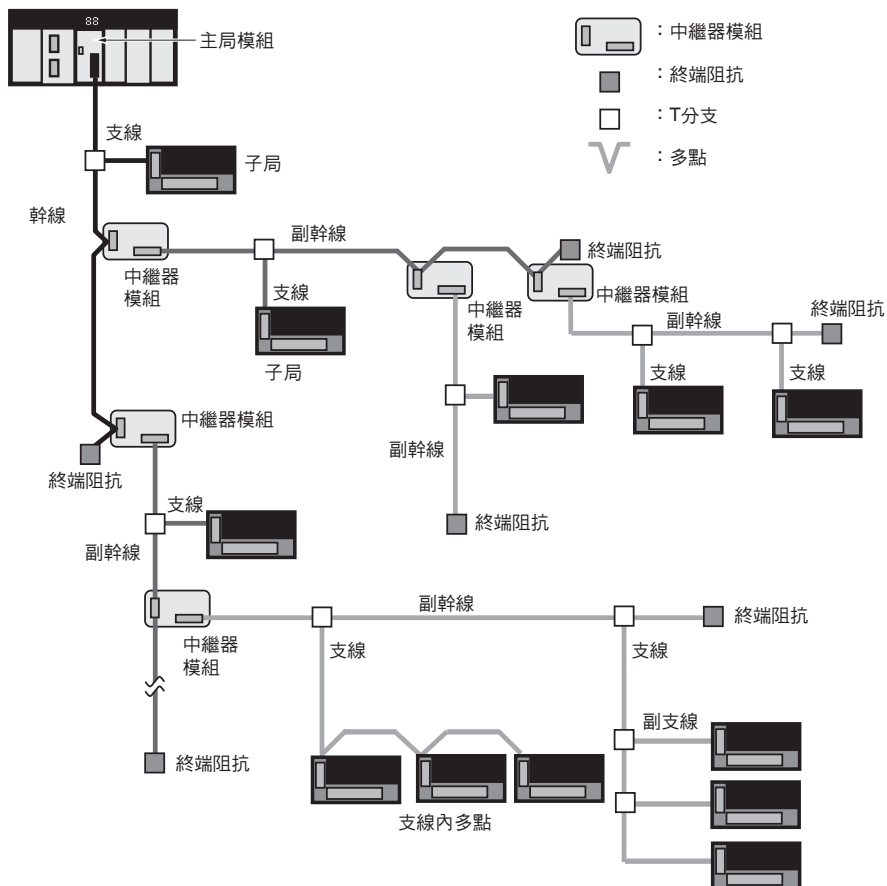 88
主局模組
:中繼器模組
:終端阻抗
:T分支
:多點
支線
子局
幹線
中繼器
模組
副幹線
支線
子局
終端阻抗
中繼器
模組
中繼器模組
副幹線
終端阻抗
支線
支線
副幹線
終端阻抗
中繼器模組
終端阻抗
支線
副幹線
中繼器
模組
副幹線
終端阻抗
支線
支線
副支線
終端阻抗
支線內多點